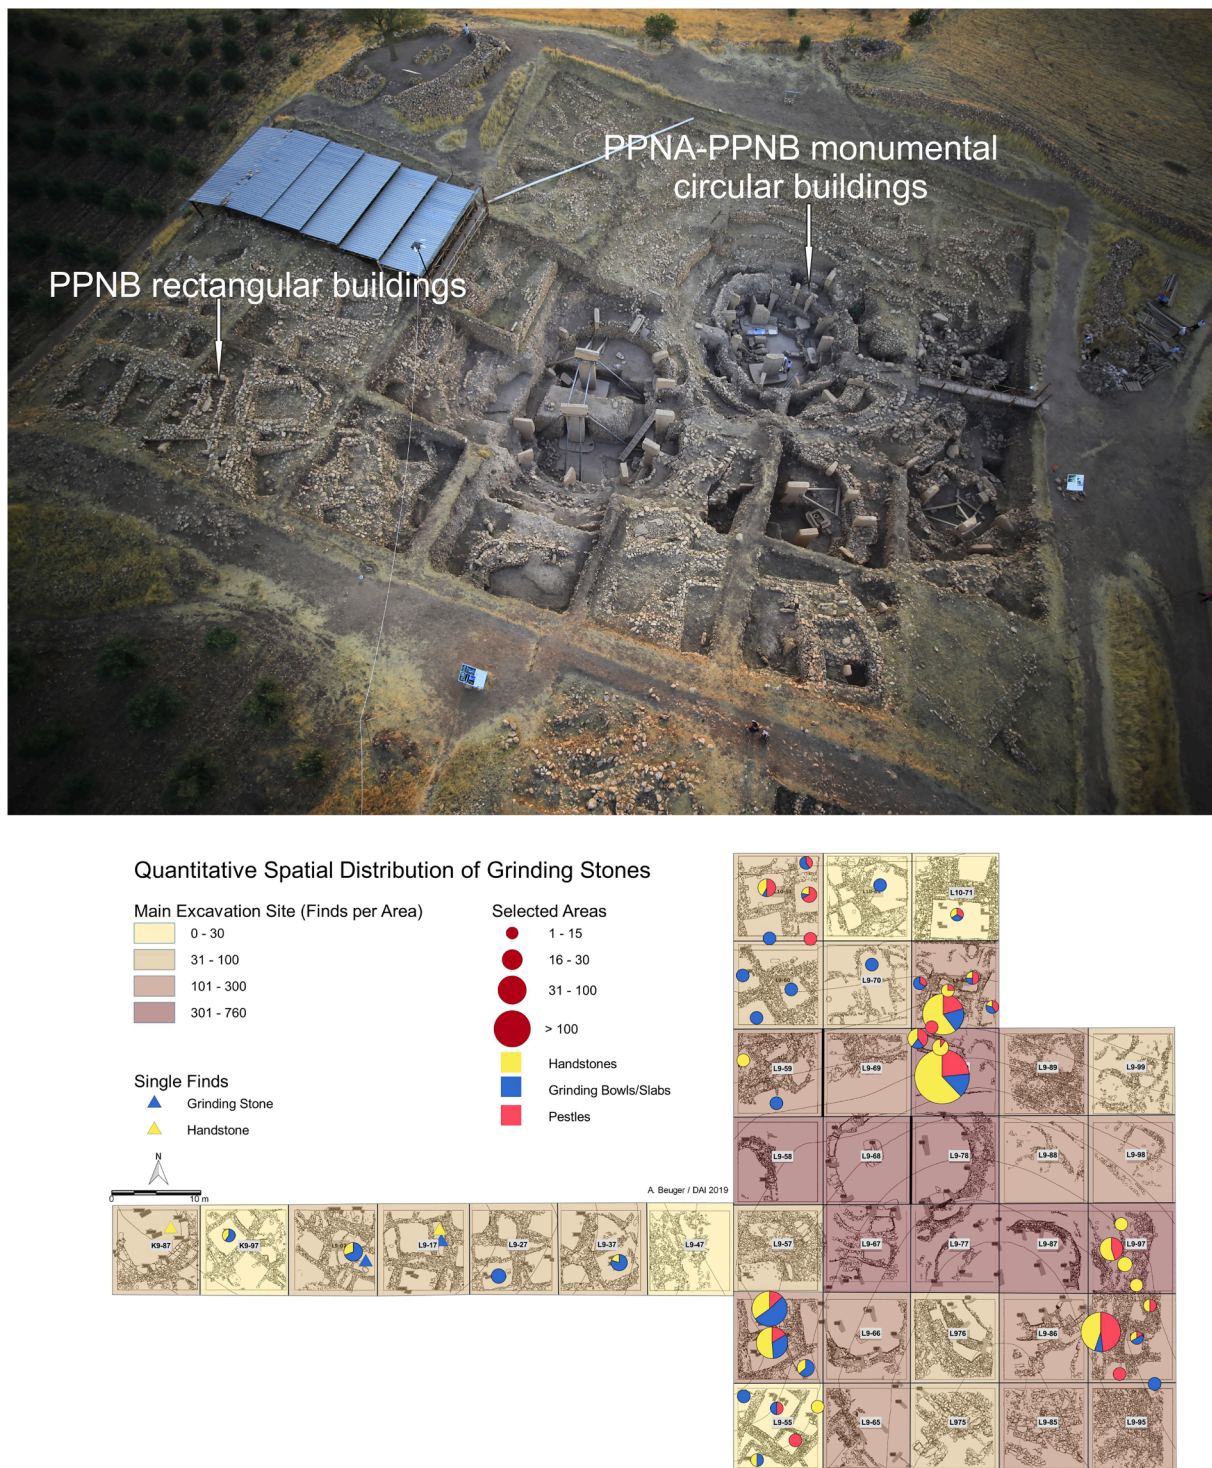 PPNA-PPNB monumental
circular buildings
PPNB rectangular buildings
Quantitative Spatial Distribution of Grinding Stones
Main Excavation Site (Finds per Area)
0 - 30
31 - 100
101 - 300
301 - 760
Single Finds
Grinding Stone
Handstone
Selected Areas
1 - 15
16 - 30
31 - 100
> 100
Handstones
Grinding Bowls/Slabs
Pestles
N
0
10 m
A. Beuger / DAI 2019
L10-71
L9-70
L9-59
L9-69
L9-89
L9-99
L9-58
L9-68
L9-78
L9-88
L9-98
K9-87
K9-97
L9-17
L9-27
L9-37
L9-47
L9-57
L9-67
L9-77
L9-87
L9-97
L9-66
L976
L9-86
L9-55
L9-65
L975
L9-85
L9-95